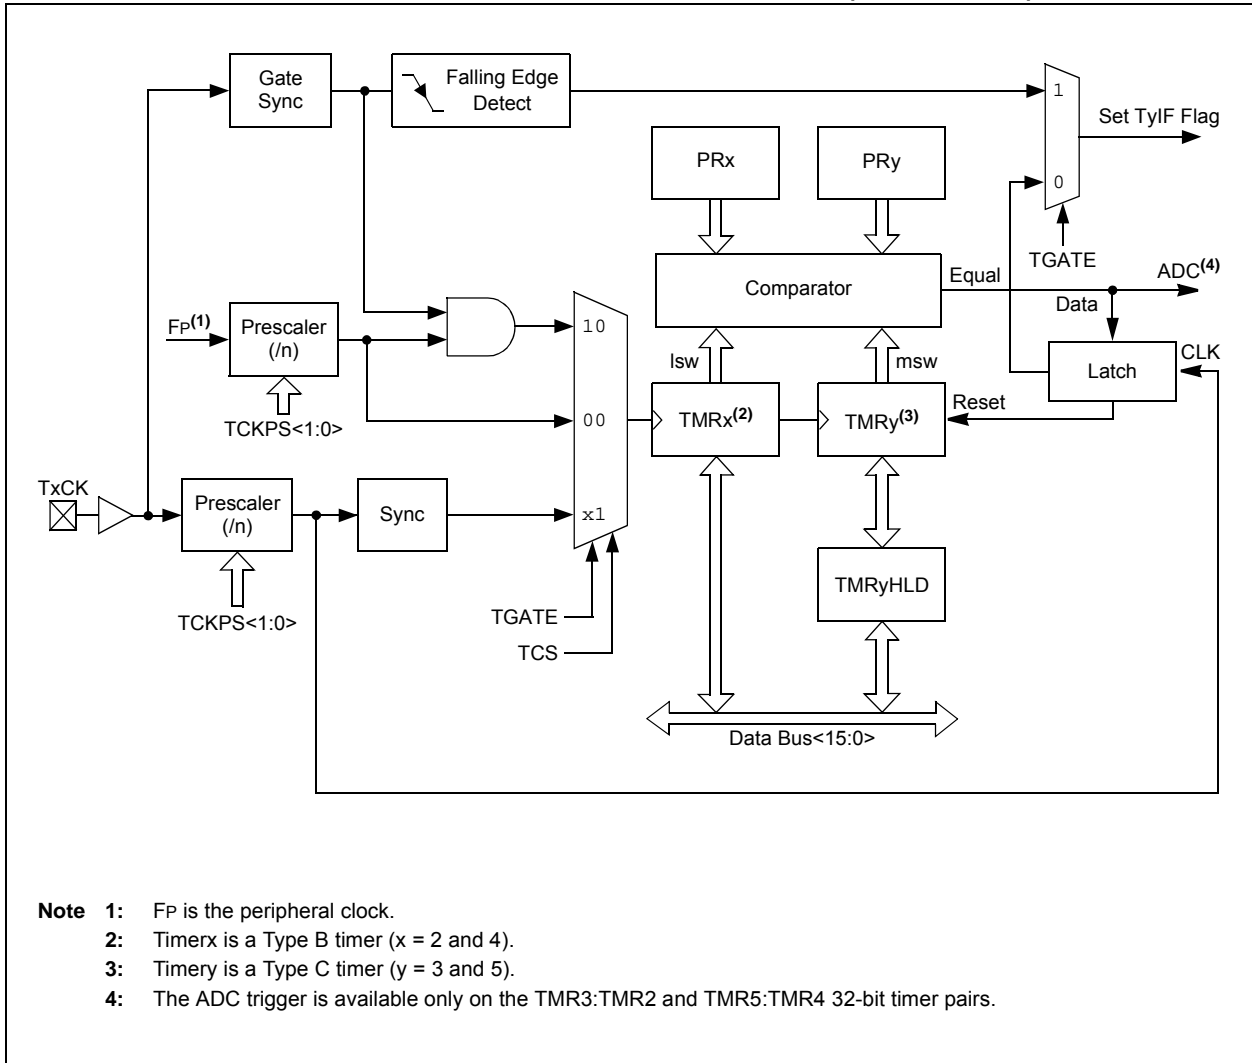 Gate
Sync
Falling Edge
Detect
1
Set TyIF Flag
PRx
PRy
0
TGATE
Comparator
Equal
ADC(4)
Data
FP(1)
Prescaler
(/n)
10
lsw
msw
Latch
CLK
TCKPS<1:0>
00
TMRx(2)
TMRy(3)
Reset
TxCK
Prescaler
(/n)
Sync
x1
TMRyHLD
TCKPS<1:0>
TGATE
TCS
Data Bus<15:0>
Note 1: FP is the peripheral clock.
2: Timerx is a Type B timer (x = 2 and 4).
3: Timery is a Type C timer (y = 3 and 5).
4: The ADC trigger is available only on the TMR3:TMR2 and TMR5:TMR4 32-bit timer pairs.